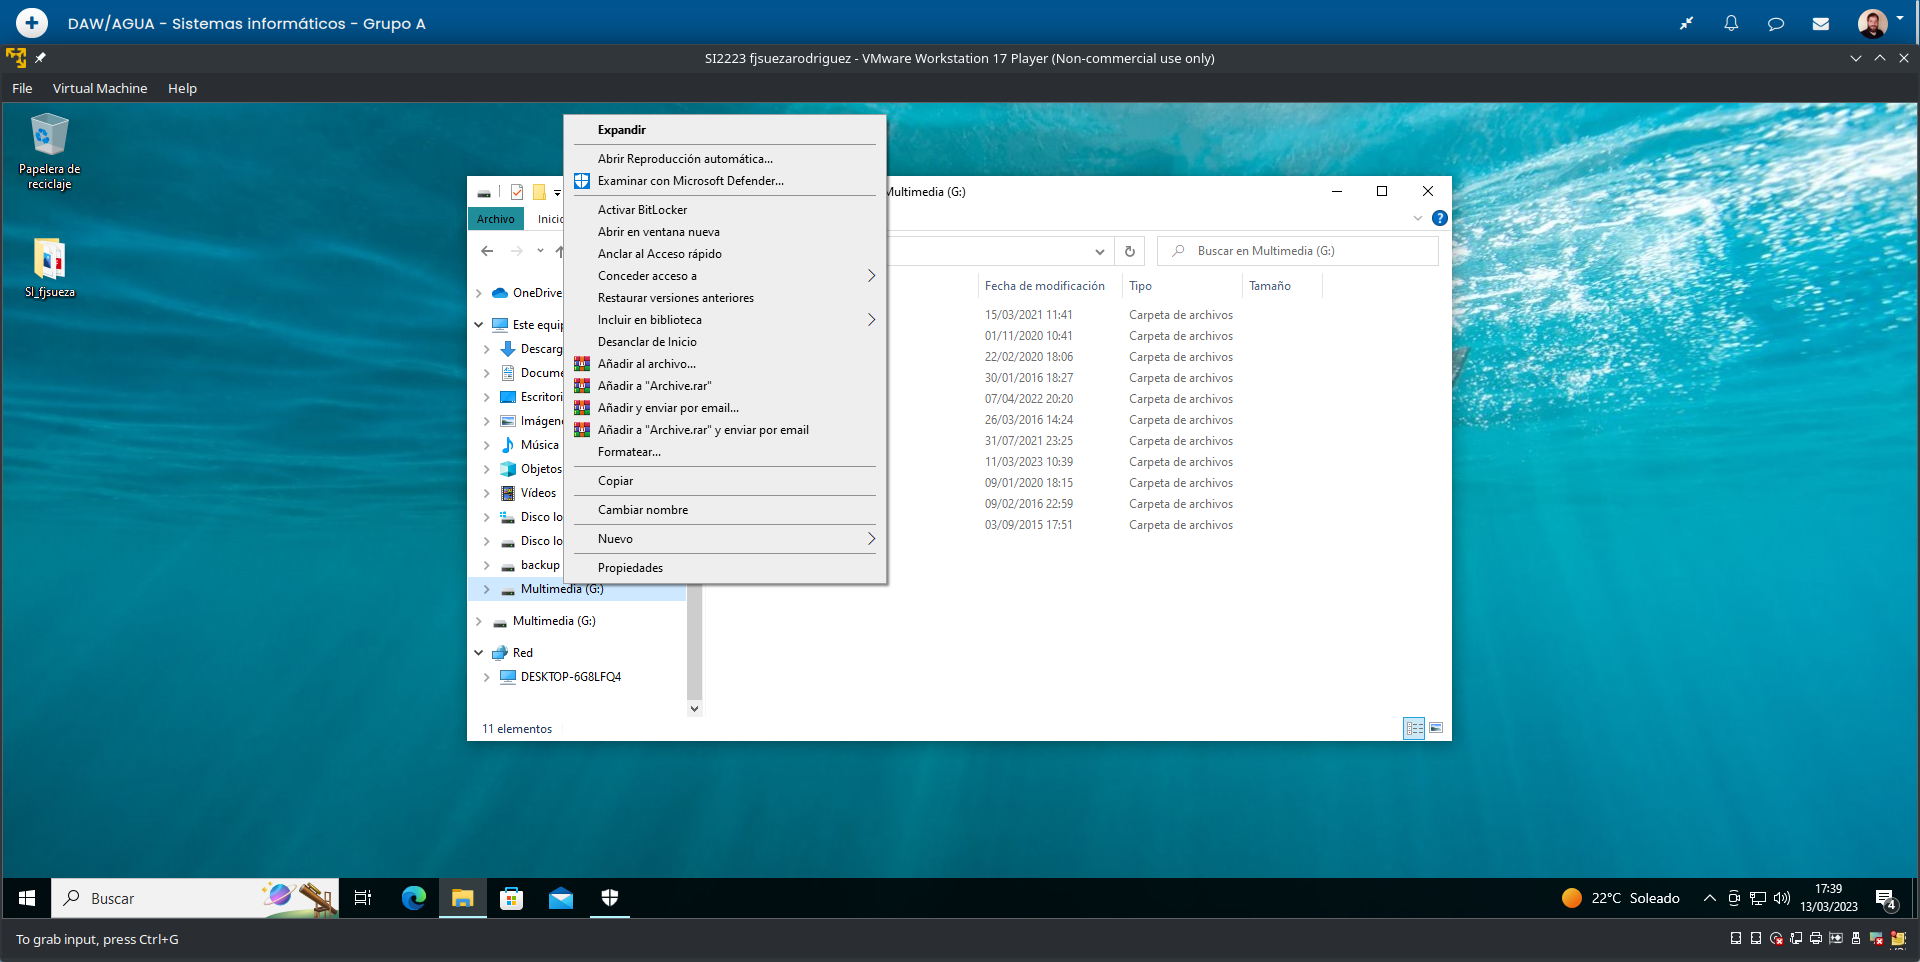 DAW/AGUA - Sistemas informáticos - Grupo A
SI2223 fjsuezarodriguez - VMware Workstation 17 Player (Non-commercial use only)
File Virtual Machine Help
Papelera de
reciclaje
SI_fjsueza
Expandir
Abrir Reproducción automática...
Examinar con Microsoft Defender...
Activar BitLocker
Abrir en ventana nueva
Anclar al Acceso rápido
Conceder acceso a
Restaurar versiones anteriores
Incluir en biblioteca
Desanclar de Inicio
Añadir al archivo...
Añadir a "Archive.rar"
Añadir y enviar por email...
Añadir a "Archive.rar" y enviar por email
Formatear...
Copiar
Cambiar nombre
Nuevo
Propiedades
Multimedia (G:)
Archivo Inicio
Buscar en Multimedia (G:)
OneDrive
Este equip
Descarg
Docume
Escritori
Imágen
Música
Objetos
Vídeos
Disco lo
Disco lo
backup
Multimedia (G:)
Multimedia (G:)
Red
DESKTOP-6G8LFQ4
Fecha de modificación Tipo Tamaño
15/03/2021 11:41 Carpeta de archivos
01/11/2020 10:41 Carpeta de archivos
22/02/2020 18:06 Carpeta de archivos
30/01/2016 18:27 Carpeta de archivos
07/04/2022 20:20 Carpeta de archivos
26/03/2016 14:24 Carpeta de archivos
31/07/2021 23:25 Carpeta de archivos
11/03/2023 10:39 Carpeta de archivos
09/01/2020 18:15 Carpeta de archivos
09/02/2016 22:59 Carpeta de archivos
03/09/2015 17:51 Carpeta de archivos
11 elementos
Buscar
22°C Soleado
17:39
13/03/2023
4
To grab input, press Ctrl+G